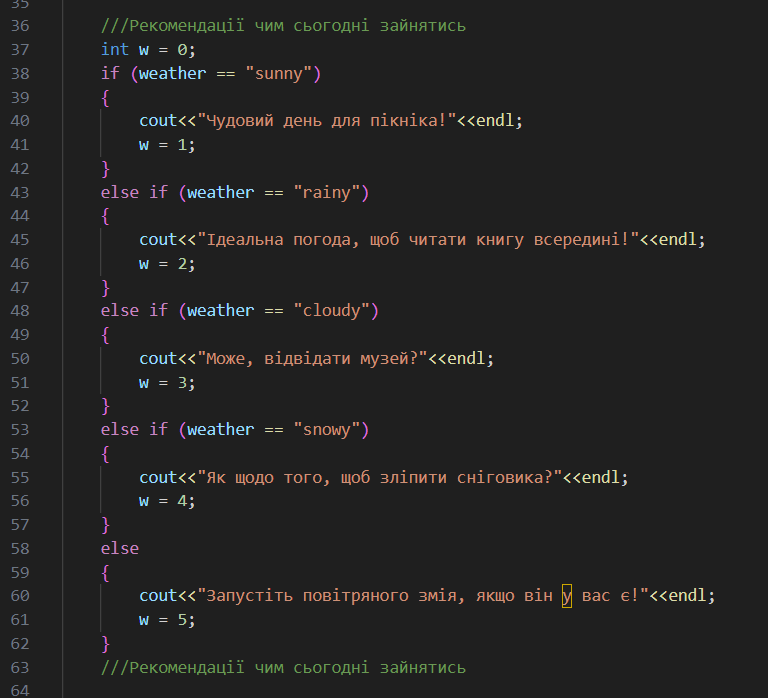 35
36 ///Рекомендації чим сьогодні зайнятись
37 int w = 0;
38 if (weather == "sunny")
39 {
40 cout<<"Чудовий день для пікніка!"<<endl;
41 w = 1;
42 }
43 else if (weather == "rainy")
44 {
45 cout<<"Ідеальна погода, щоб читати книгу всередині!"<<endl;
46 w = 2;
47 }
48 else if (weather == "cloudy")
49 {
50 cout<<"Може, відвідати музей?"<<endl;
51 w = 3;
52 }
53 else if (weather == "snowy")
54 {
55 cout<<"Як щодо того, щоб зліпити сніговика?"<<endl;
56 w = 4;
57 }
58 else
59 {
60 cout<<"Запустіть повітряного змія, якщо він у вас є!"<<endl;
61 w = 5;
62 }
63 ///Рекомендації чим сьогодні зайнятись
64